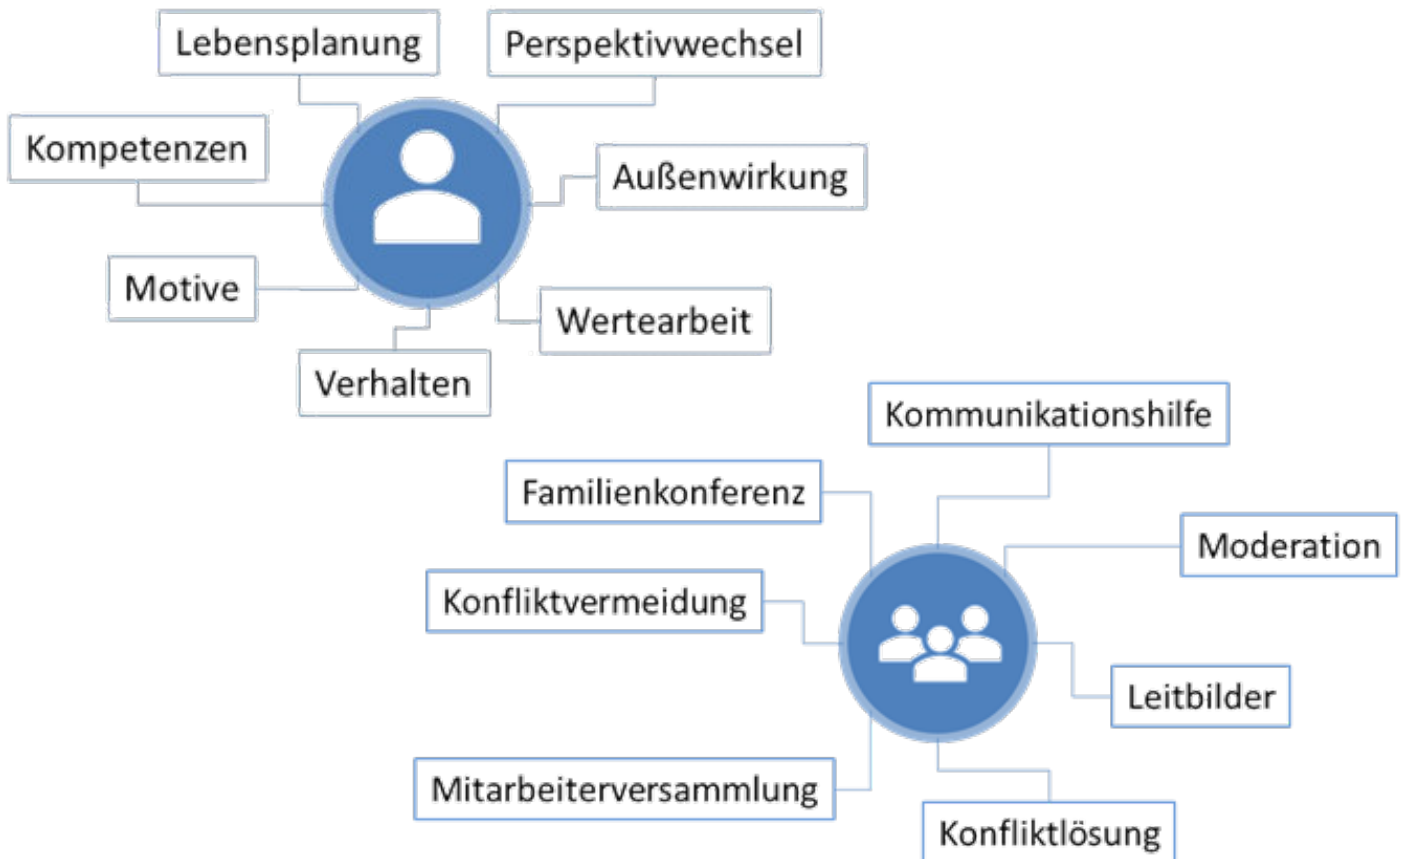 Lebensplanung
Perspektivwechsel
Kompetenzen
Außenwirkung
Motive
Wertearbeit
Verhalten
Kommunikationshilfe
Familienkonferenz
Moderation
Konfliktvermeidung
Leitbilder
Mitarbeiterversammlung
Konfliktlösung